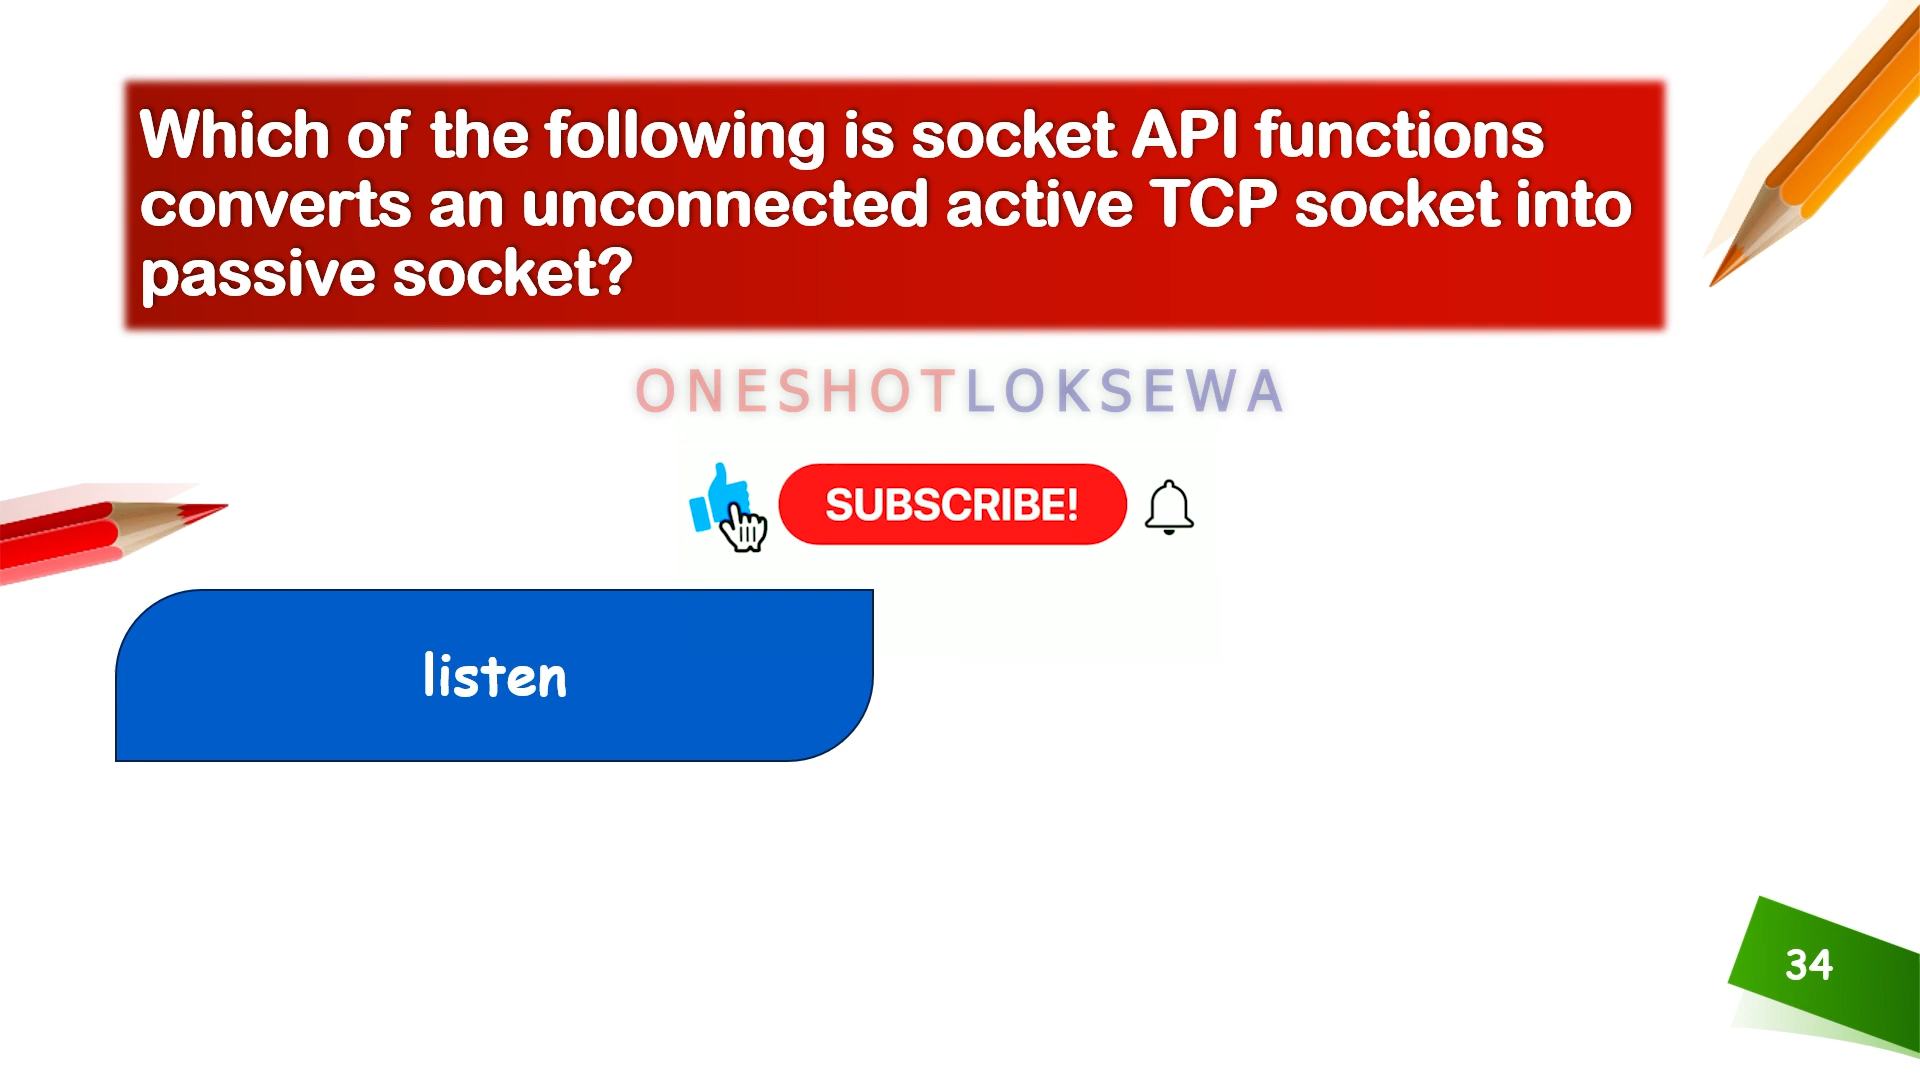 Which of the following is socket API functions
converts an unconnected active TCP socket into
passive socket?
ONESHOTLOKSEWA
SUBSCRIBE!
listen
34